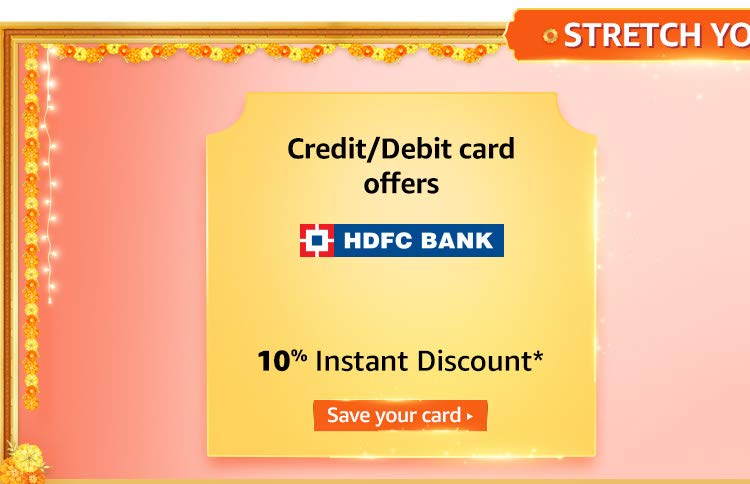 STRETCH YO
Credit/Debit card
offers
HDFC BANK
10% Instant Discount*
Save your card ▸